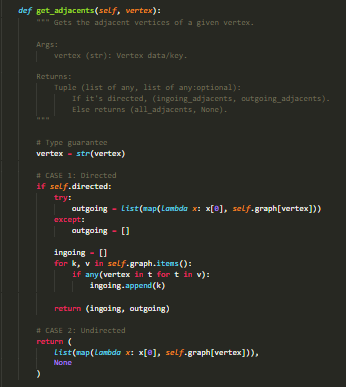 def get_adjacents(self, vertex):
""" Gets the adjacent vertices of a given vertex.
Args:
vertex (str): Vertex data/key.
Returns:
Tuple (list of any, list of any:optional):
If it's directed, (ingoing_adjacents, outgoing_adjacents).
Else returns (all_adjacents, None).
"""
# Type guarantee
vertex = str(vertex)
# CASE 1: Directed
if self.directed:
try:
outgoing = list(map(lambda x: x[0], self.graph[vertex]))
except:
outgoing = []
ingoing = []
for k, v in self.graph.items():
if any(vertex in t for t in v):
ingoing.append(k)
return (ingoing, outgoing)
# CASE 2: Undirected
return (
list(map(lambda x: x[0], self.graph[vertex])),
None
)